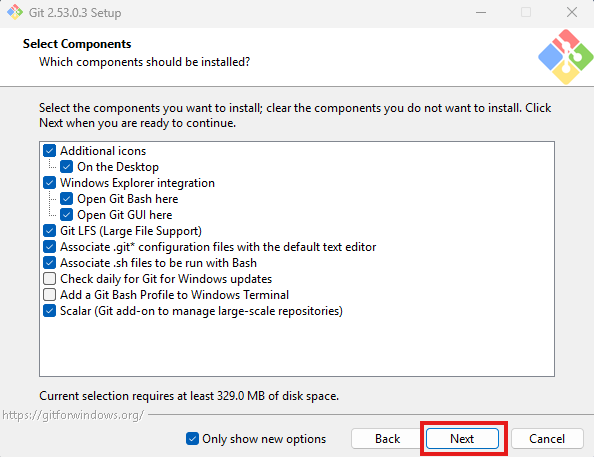 Git 2.53.0.3 Setup
Select Components
Which components should be installed?
Select the components you want to install; clear the components you do not want to install. Click
Next when you are ready to continue.
Additional icons
On the Desktop
Windows Explorer integration
Open Git Bash here
Open Git GUI here
Git LFS (Large File Support)
Associate .git* configuration files with the default text editor
Associate .sh files to be run with Bash
Check daily for Git for Windows updates
Add a Git Bash Profile to Windows Terminal
Scalar (Git add-on to manage large-scale repositories)
Current selection requires at least 329.0 MB of disk space.
https://gitforwindows.org/
Only show new options
Back
Next
Cancel